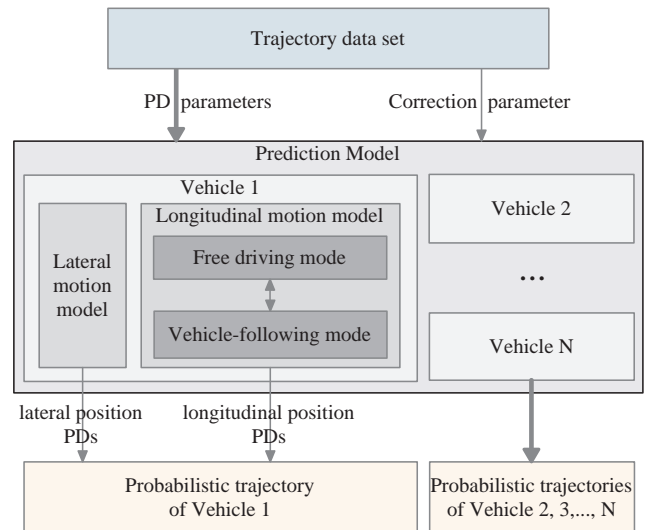 Trajectory data set
PD parameters
Correction parameter
Prediction Model
Vehicle 1
Longitudinal motion model
Lateral
motion
model
Free driving mode
Vehicle-following mode
Vehicle 2
...
Vehicle N
lateral position
PDs
longitudinal position
PDs
Probabilistic trajectory
of Vehicle 1
Probabilistic trajectories
of Vehicle 2, 3,..., N